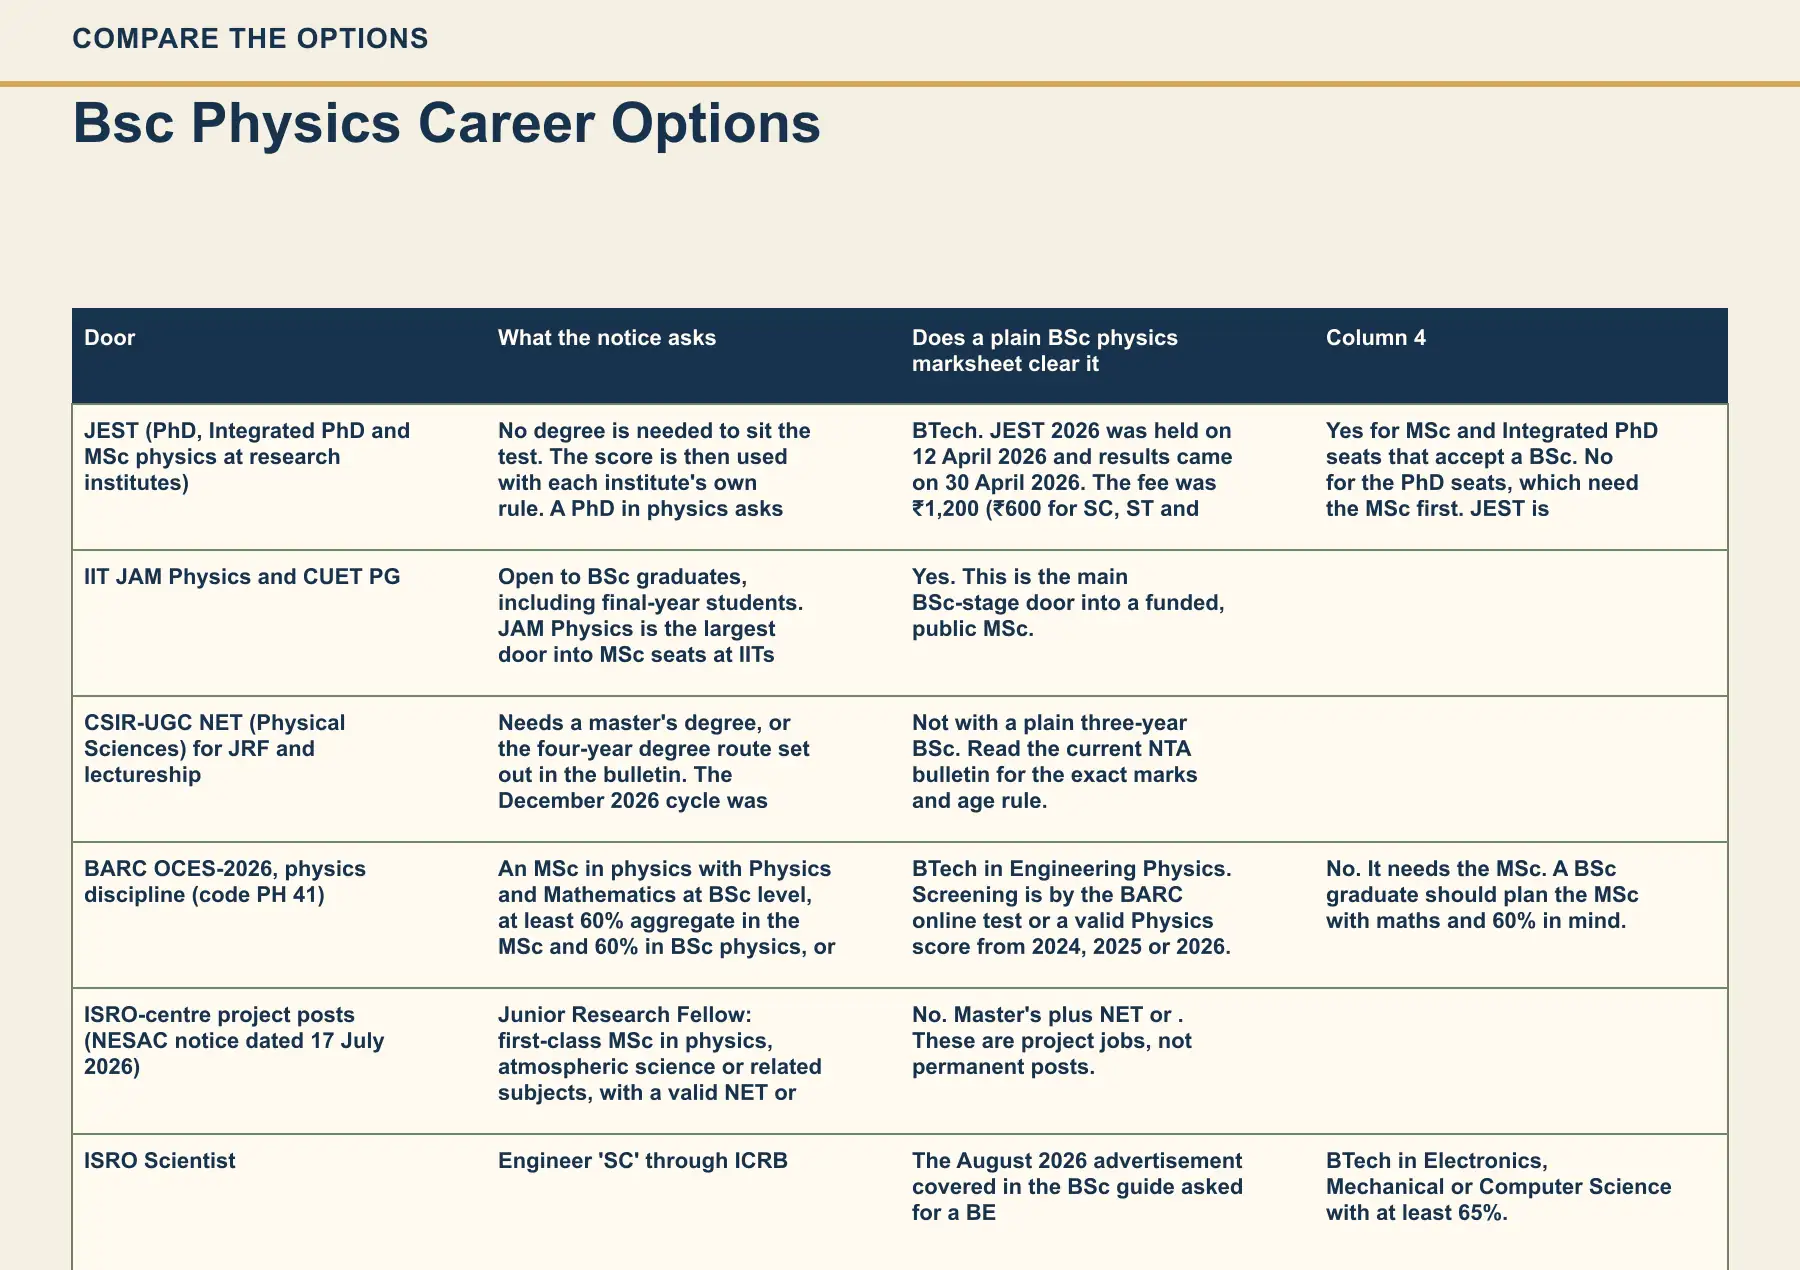 COMPARE THE OPTIONS
Bsc Physics Career Options
Door
What the notice asks
Does a plain BSc physics
marksheet clear it
Column 4
JEST (PhD, Integrated PhD and
MSc physics at research
institutes)
No degree is needed to sit the
test. The score is then used
with each institute's own
rule. A PhD in physics asks
BTech. JEST 2026 was held on
12 April 2026 and results came
on 30 April 2026. The fee was
₹1,200 (₹600 for SC, ST and
Yes for MSc and Integrated PhD
seats that accept a BSc. No
for the PhD seats, which need
the MSc first. JEST is
IIT JAM Physics and CUET PG
Open to BSc graduates,
including final-year students.
JAM Physics is the largest
door into MSc seats at IITs
Yes. This is the main
BSc-stage door into a funded,
public MSc.
CSIR-UGC NET (Physical
Sciences) for JRF and
lectureship
Needs a master's degree, or
the four-year degree route set
out in the bulletin. The
December 2026 cycle was
Not with a plain three-year
BSc. Read the current NTA
bulletin for the exact marks
and age rule.
BARC OCES-2026, physics
discipline (code PH 41)
An MSc in physics with Physics
and Mathematics at BSc level,
at least 60% aggregate in the
MSc and 60% in BSc physics, or
BTech in Engineering Physics.
Screening is by the BARC
online test or a valid Physics
score from 2024, 2025 or 2026.
No. It needs the MSc. A BSc
graduate should plan the MSc
with maths and 60% in mind.
ISRO-centre project posts
(NESAC notice dated 17 July
2026)
Junior Research Fellow:
first-class MSc in physics,
atmospheric science or related
subjects, with a valid NET or
No. Master's plus NET or .
These are project jobs, not
permanent posts.
ISRO Scientist
Engineer 'SC' through ICRB
The August 2026 advertisement
covered in the BSc guide asked
for a BE
BTech in Electronics,
Mechanical or Computer Science
with at least 65%.